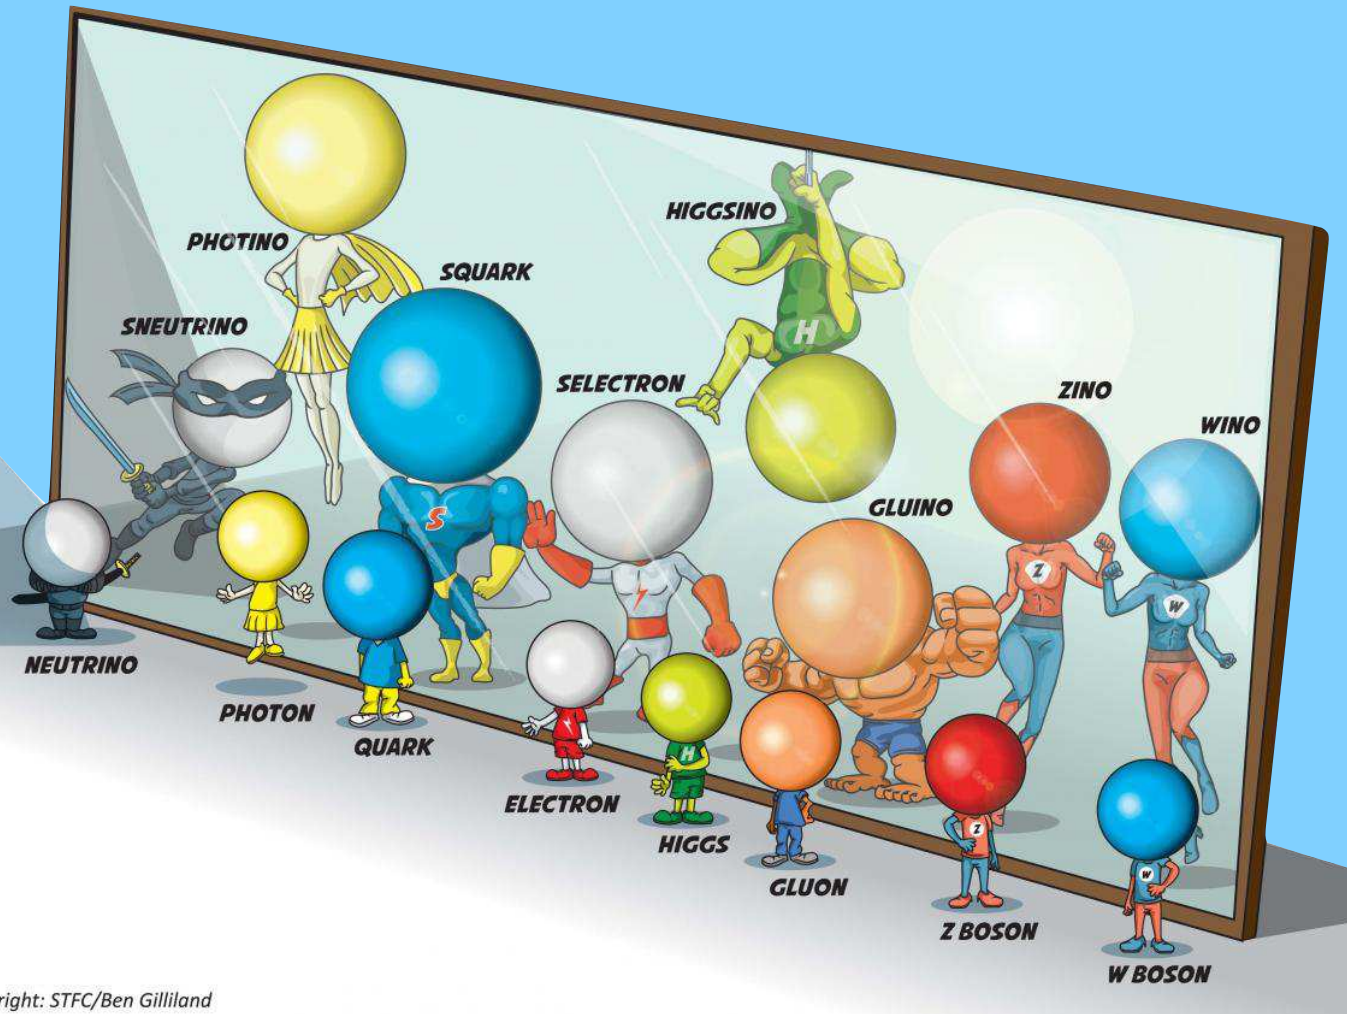 PHOTINO
HIGGSINO
SQUARK
SNEUTRINO
SELECTRON
ZINO
WINO
GLUINO
H
S
Z
W
NEUTRINO
PHOTON
QUARK
ELECTRON
H
HIGGS
GLUON
Z
Z BOSON
W
W BOSON
right: STFC/Ben Gilliland